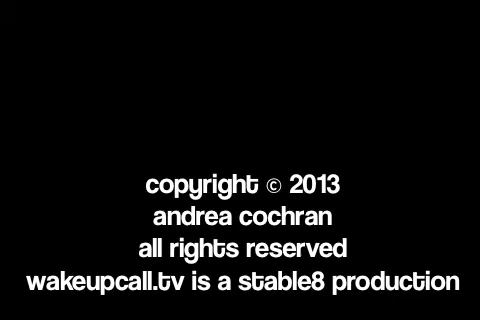 copyright © 2013
andrea cochran
all rights reserved
wakeupcall.tv is a stable8 production